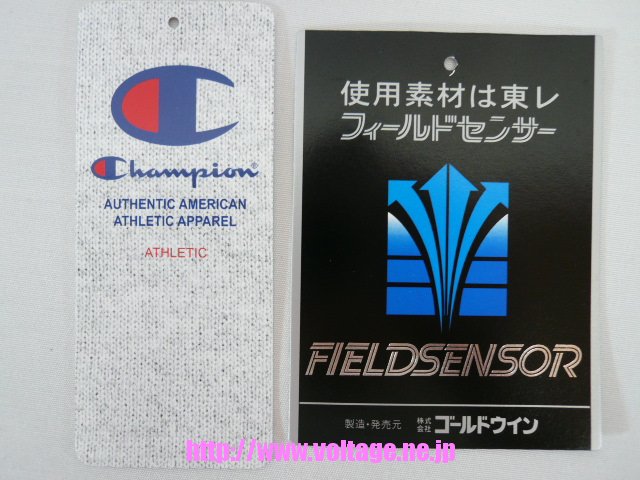 Champion®
AUTHENTIC AMERICAN
ATHLETIC APPAREL
ATHLETIC
使用素材は東レ
フィールドセンサー
FIELDSENSOR
製造・発売元 株式会社 ゴールドウイン
http://www.voltage.ne.jp